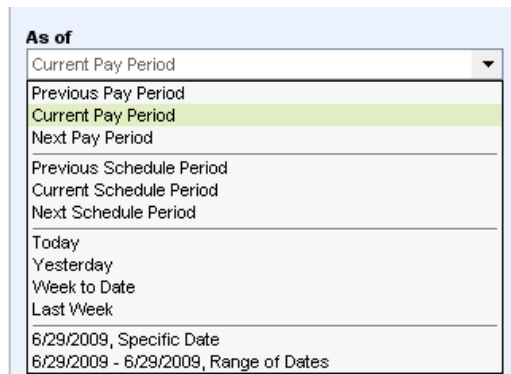 As of
Current Pay Period
Previous Pay Period
Current Pay Period
Next Pay Period
Previous Schedule Period
Current Schedule Period
Next Schedule Period
Today
Yesterday
Week to Date
Last Week
6/29/2009, Specific Date
6/29/2009 - 6/29/2009, Range of Dates